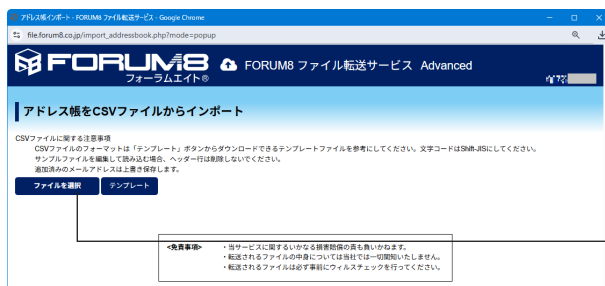 アドレス帳インポート - FORUM8 ファイル転送サービス - Google Chrome
file.forum8.co.jp/import_addressbook.php?mode=popup
FORUM8
フォーラムエイト®
FORUM8 ファイル転送サービス Advanced
アドレス帳をCSVファイルからインポート
CSVファイルに関する注意事項
CSVファイルのフォーマットは「テンプレート」ボタンからダウンロードできるテンプレートファイルを参考にしてください。文字コードはShift-JISにしてください。
サンプルファイルを編集して読み込む場合、ヘッダー行は削除しないでください。
追加済みのメールアドレスは上書き保存します。
ファイルを選択 テンプレート
<免責事項> ・当サービスに関するいかなる損害賠償の責も負いかねます。
・転送されるファイルの中身については当社では一切関知いたしません。
・転送されるファイルは必ず事前にウィルスチェックを行ってください。